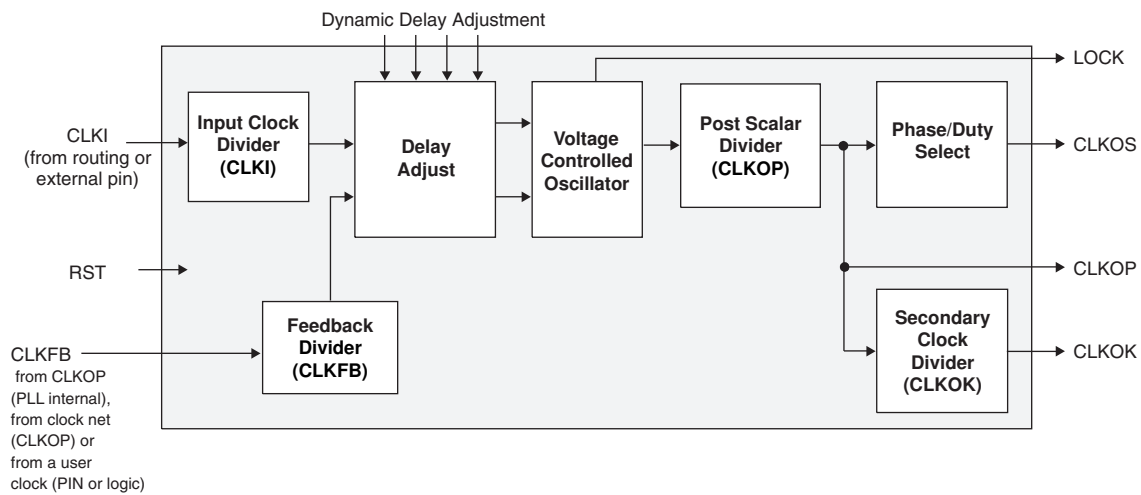 Dynamic Delay Adjustment
LOCK
CLKI
(from routing or
external pin)
Input Clock
Divider
(CLKI)
Delay
Adjust
Voltage
Controlled
Oscillator
Post Scalar
Divider
(CLKOP)
Phase/Duty
Select
CLKOS
RST
CLKOP
CLKFB
from CLKOP
(PLL internal),
from clock net
(CLKOP) or
from a user
clock (PIN or logic)
Feedback
Divider
(CLKFB)
Secondary
Clock
Divider
(CLKOK)
CLKOK